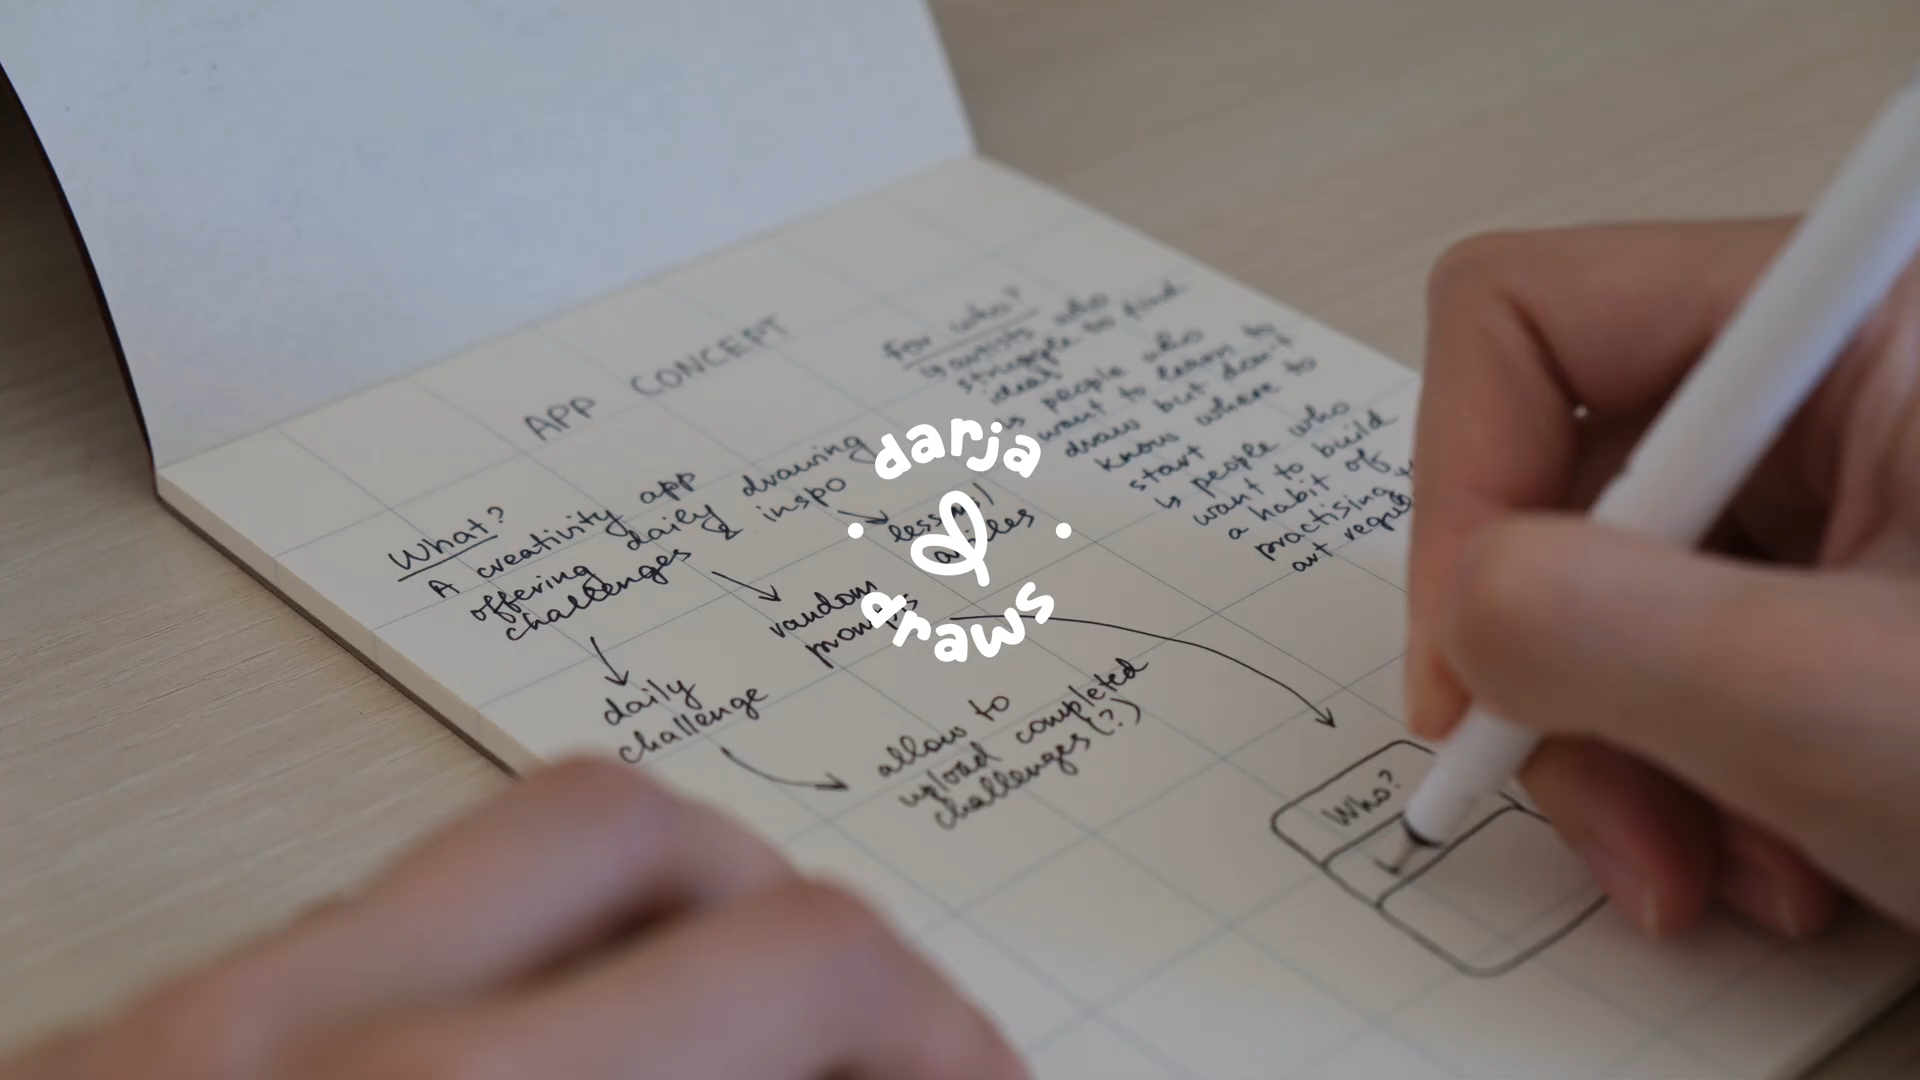 APP CONCEPT
What?
A creativity app
offering daily drawing
challenges & inspo
daily
challenge
random
prompts
allow to
upload completed
challenges (?)
For who?
↳ artists who
struggle to find
ideas
↳ people who
want to learn to
draw but don't
know where to
start
↳ people who
want to build
a habit of
practising
art
Who?
darja
draws